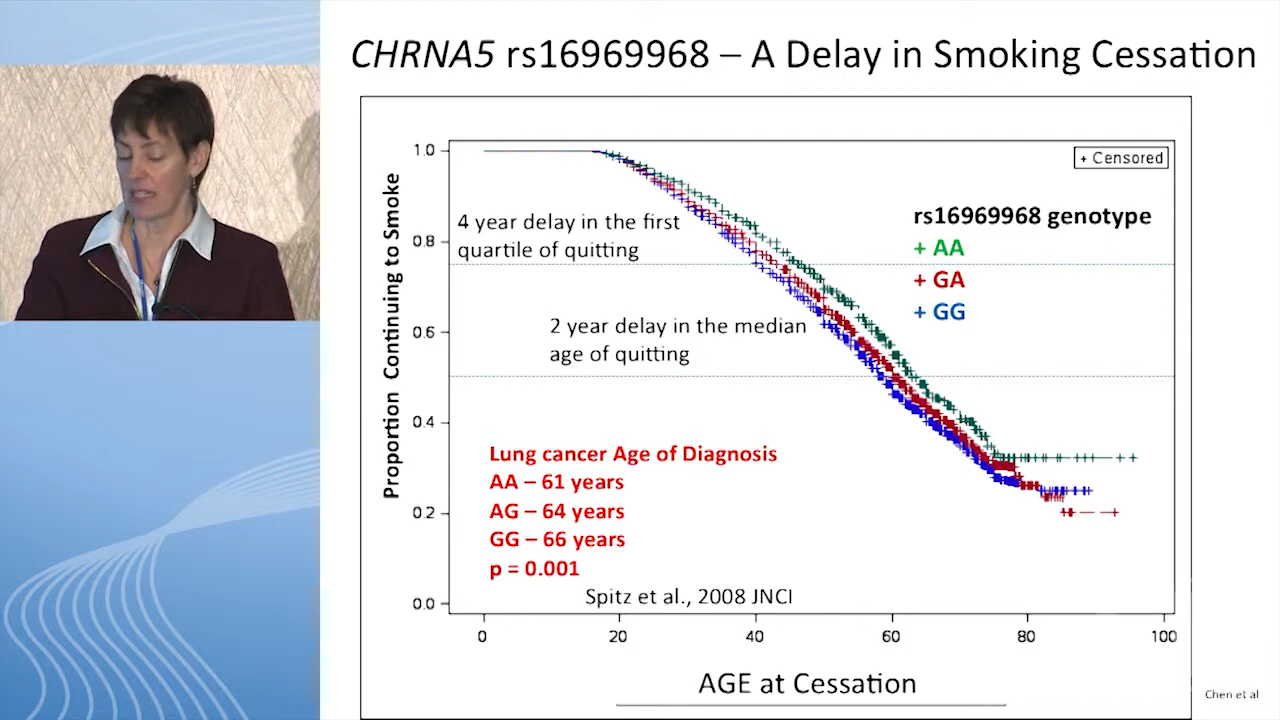 CHRNA5 rs16969968 – A Delay in Smoking Cessation
+ Censored
rs16969968 genotype
+ AA
+ GA
+ GG
4 year delay in the first
quartile of quitting
2 year delay in the median
age of quitting
Lung cancer Age of Diagnosis
AA – 61 years
AG – 64 years
GG – 66 years
p = 0.001
Spitz et al., 2008 JNCI
Proportion Continuing to Smoke
1.0
0.8
0.6
0.4
0.2
0.0
0 20 40 60 80 100
AGE at Cessation
Chen et al